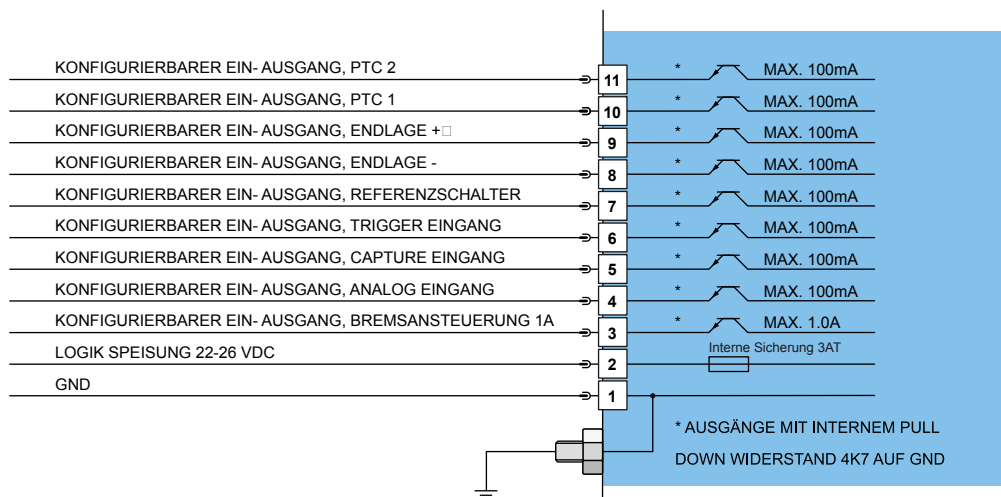 KONFIGURIERBARER EIN- AUSGANG, PTC 2 11 * MAX. 100mA
KONFIGURIERBARER EIN- AUSGANG, PTC 1 10 * MAX. 100mA
KONFIGURIERBARER EIN- AUSGANG, ENDLAGE +□ 9 * MAX. 100mA
KONFIGURIERBARER EIN- AUSGANG, ENDLAGE - 8 * MAX. 100mA
KONFIGURIERBARER EIN- AUSGANG, REFERENZSCHALTER 7 * MAX. 100mA
KONFIGURIERBARER EIN- AUSGANG, TRIGGER EINGANG 6 * MAX. 100mA
KONFIGURIERBARER EIN- AUSGANG, CAPTURE EINGANG 5 * MAX. 100mA
KONFIGURIERBARER EIN- AUSGANG, ANALOG EINGANG 4 * MAX. 100mA
KONFIGURIERBARER EIN- AUSGANG, BREMSANSTEUERUNG 1A 3 * MAX. 1.0A
LOGIK SPEISUNG 22-26 VDC 2 Interne Sicherung 3AT
GND 1
* AUSGÄNGE MIT INTERNEM PULL
DOWN WIDERSTAND 4K7 AUF GND